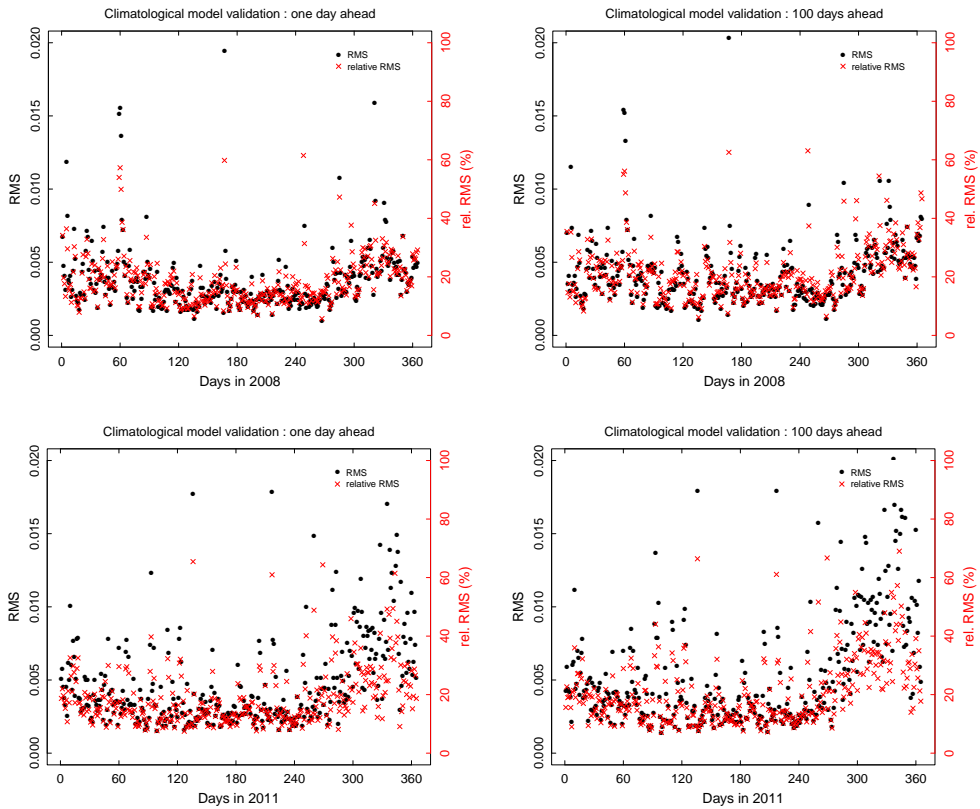 Climatological model validation : one day ahead
RMS
relative RMS
0.000 0.005 0.010 0.015 0.020
RMS
0 20 40 60 80 100
rel. RMS (%)
0 60 120 180 240 300 360
Days in 2008
Climatological model validation : 100 days ahead
RMS
relative RMS
0.000 0.005 0.010 0.015 0.020
RMS
0 20 40 60 80 100
rel. RMS (%)
0 60 120 180 240 300 360
Days in 2008
Climatological model validation : one day ahead
RMS
relative RMS
0.000 0.005 0.010 0.015 0.020
RMS
0 20 40 60 80 100
rel. RMS (%)
0 60 120 180 240 300 360
Days in 2011
Climatological model validation : 100 days ahead
RMS
relative RMS
0.000 0.005 0.010 0.015 0.020
RMS
0 20 40 60 80 100
rel. RMS (%)
0 60 120 180 240 300 360
Days in 2011